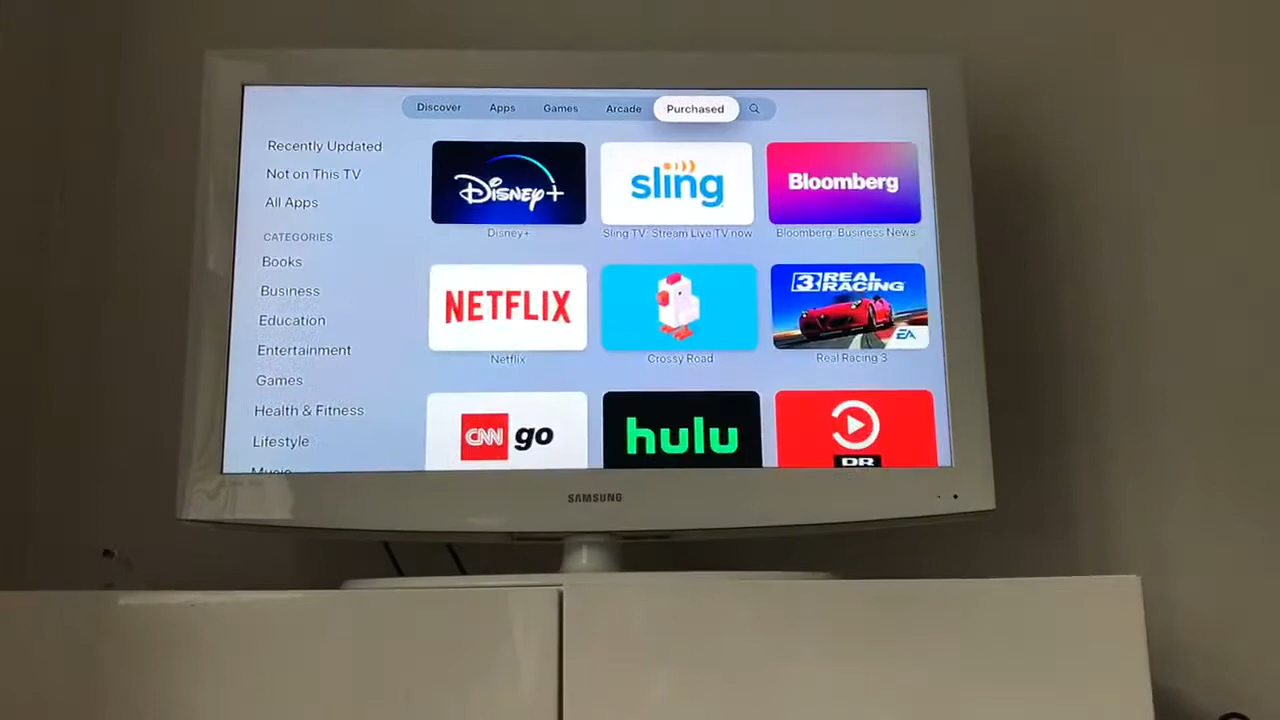 Discover Apps Games Arcade Purchased
Recently Updated
Not on This TV
All Apps
CATEGORIES
Books
Business
Education
Entertainment
Games
Health & Fitness
Lifestyle
Music
Disney+
sling
Bloomberg
Disney+
Sling TV: Stream Live TV now
Bloomberg: Business News
NETFLIX
3 REAL RACING
EA
Netflix
Crossy Road
Real Racing 3
CNN go
hulu
DR
SAMSUNG